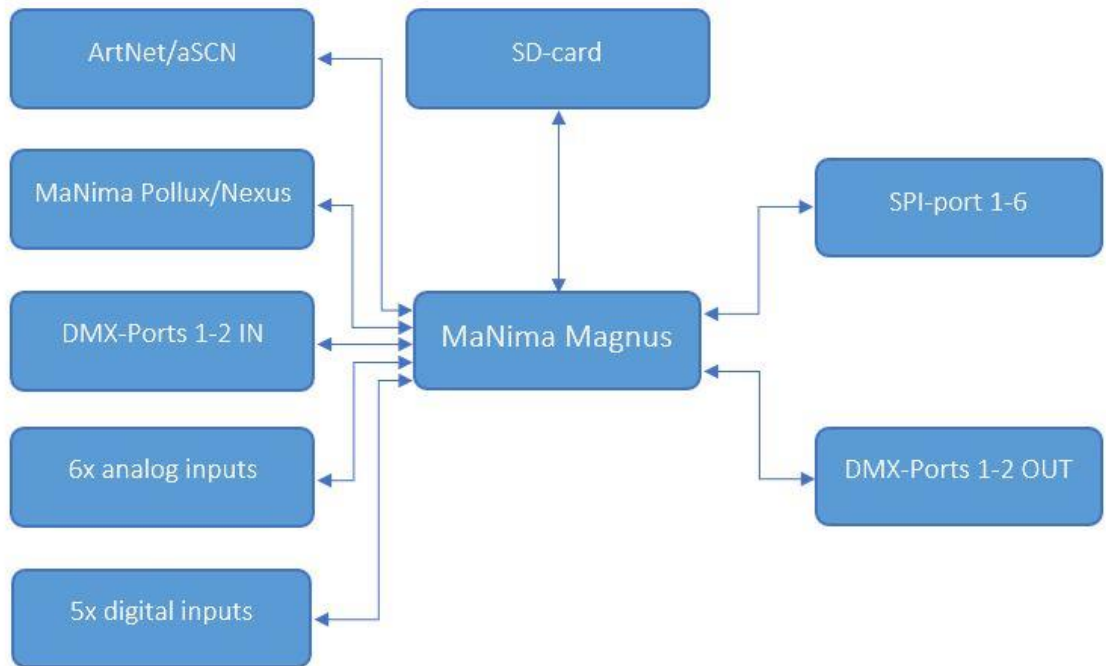 ArtNet/aSCN
SD-card
MaNima Pollux/Nexus
SPI-port 1-6
DMX-Ports 1-2 IN
MaNima Magnus
6x analog inputs
DMX-Ports 1-2 OUT
5x digital inputs